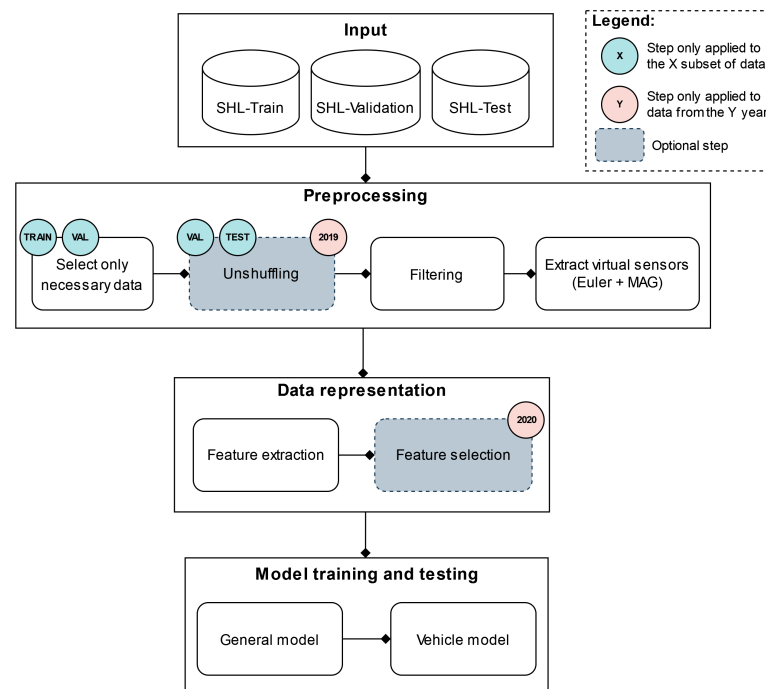 Input
SHL-Train
SHL-Validation
SHL-Test
Legend:
X
Step only applied to
the X subset of data
Y
Step only applied to
data from the Y year
Optional step
Preprocessing
TRAIN
VAL
Select only
necessary data
VAL
TEST
2019
Unshuffling
Filtering
Extract virtual sensors
(Euler + MAG)
Data representation
Feature extraction
2020
Feature selection
Model training and testing
General model
Vehicle model